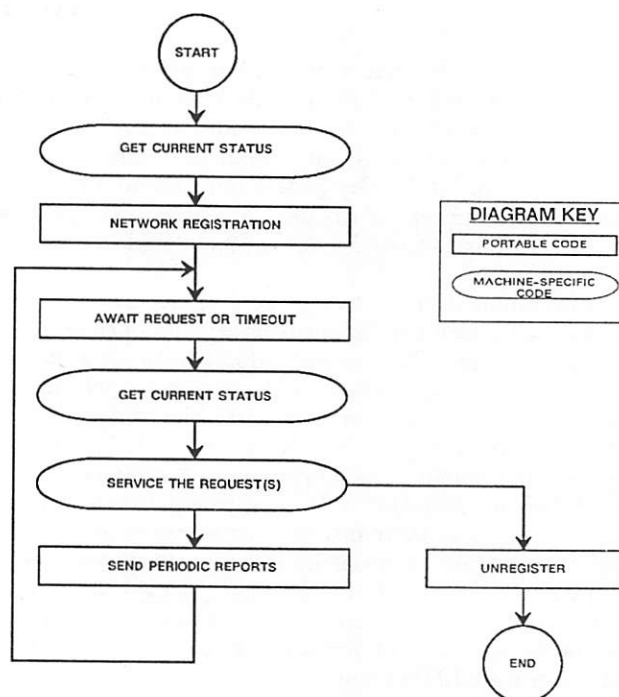 START
GET CURRENT STATUS
NETWORK REGISTRATION
DIAGRAM KEY
PORTABLE CODE
MACHINE-SPECIFIC
CODE
AWAIT REQUEST OR TIMEOUT
GET CURRENT STATUS
SERVICE THE REQUEST(S)
SEND PERIODIC REPORTS
UNREGISTER
END